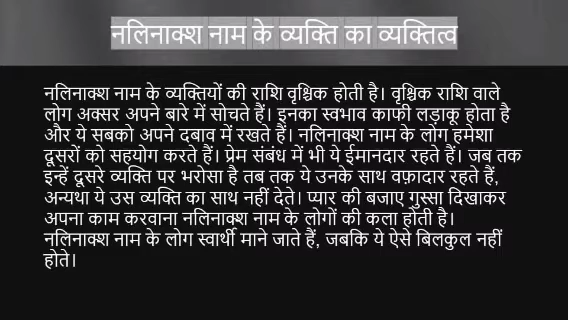 नलिनाक्श नाम के व्यक्ति का व्यक्तित्व
नलिनाक्श नाम के व्यक्तियों की राशि वृश्चिक होती है। वृश्चिक राशि वाले
लोग अक्सर अपने बारे में सोचते हैं। इनका स्वभाव काफी लड़ाकू होता है
और ये सबको अपने दबाव में रखते हैं। नलिनाक्श नाम के लोग हमेशा
दूसरों को सहयोग करते हैं। प्रेम संबंध में भी ये ईमानदार रहते हैं। जब तक
इन्हें दूसरे व्यक्ति पर भरोसा है तब तक ये उनके साथ वफ़ादार रहते हैं,
अन्यथा ये उस व्यक्ति का साथ नहीं देते। प्यार की बजाए गुस्सा दिखाकर
अपना काम करवाना नलिनाक्श नाम के लोगों की कला होती है।
नलिनाक्श नाम के लोग स्वार्थी माने जाते हैं, जबकि ये ऐसे बिलकुल नहीं
होते।